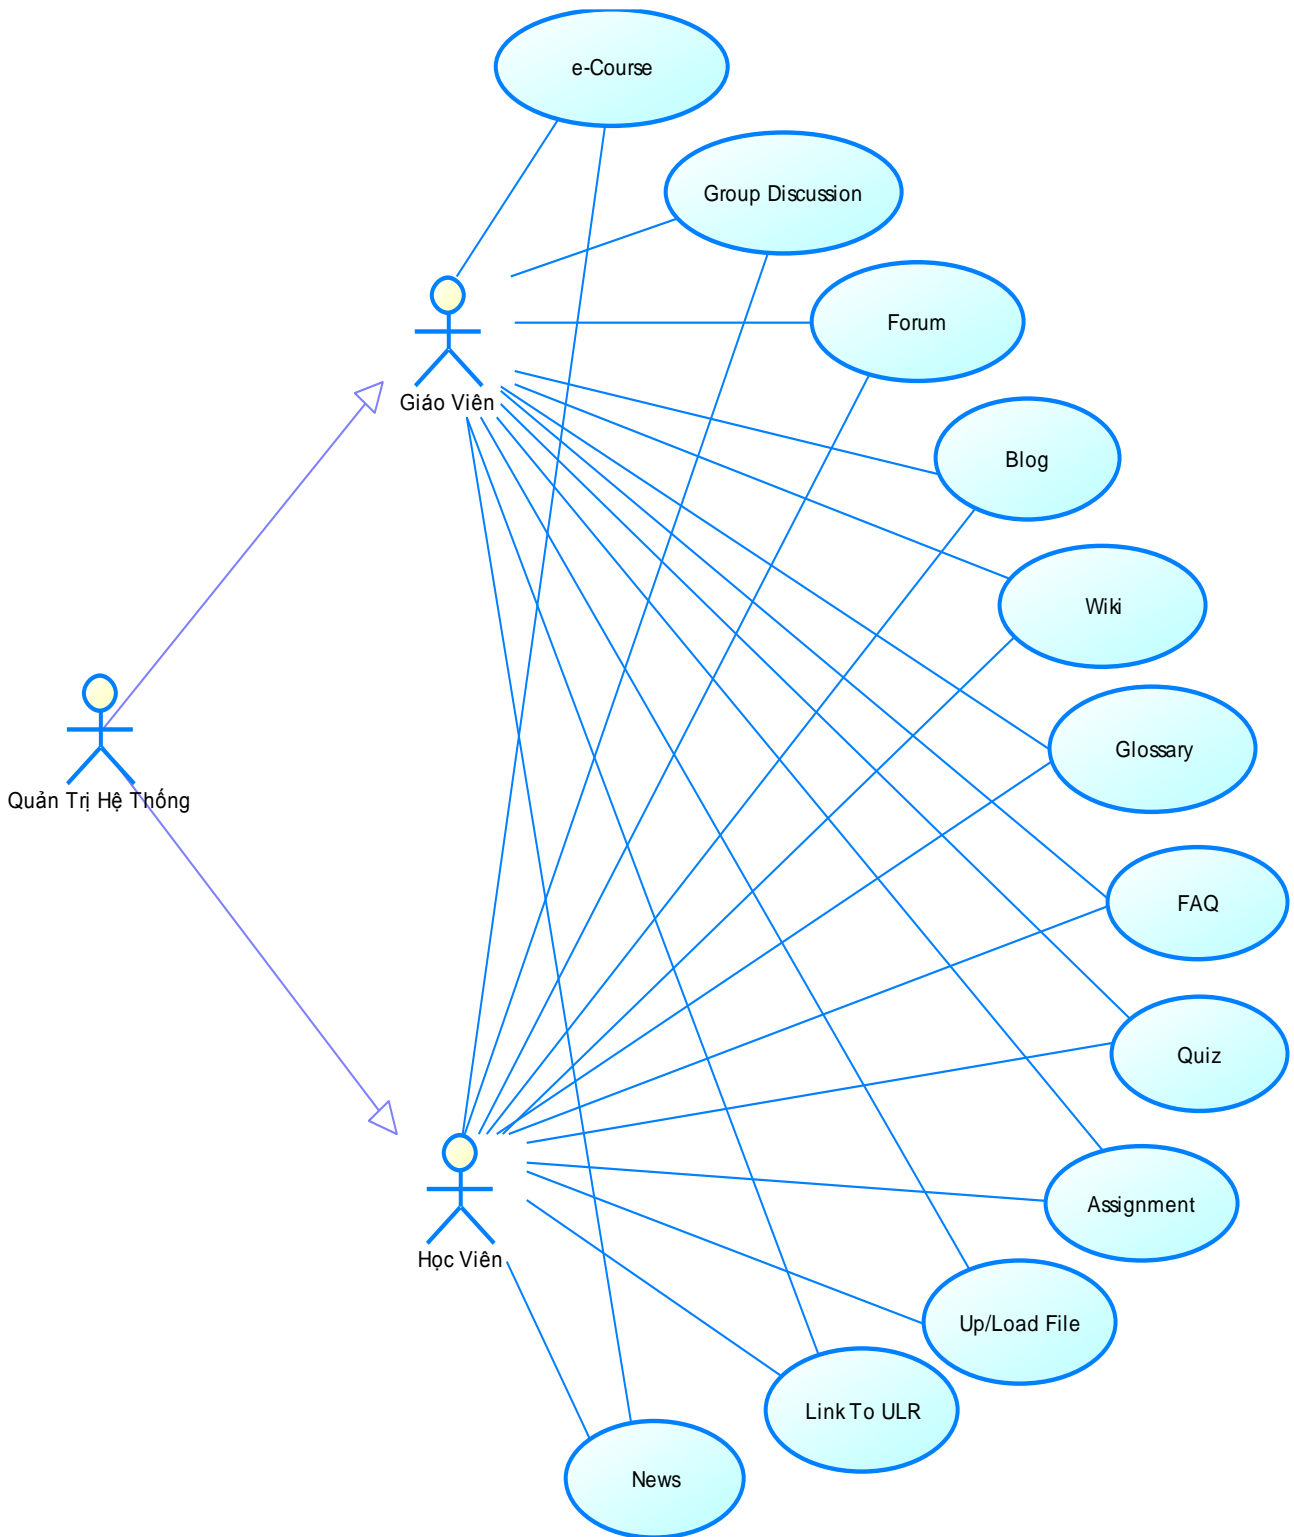 e-Course
Group Discussion
Forum
Giáo Viên
Blog
Wiki
Glossary
Quản Trị Hệ Thống
FAQ
Quiz
Assignment
Học Viên
Up/Load File
Link To ULR
News